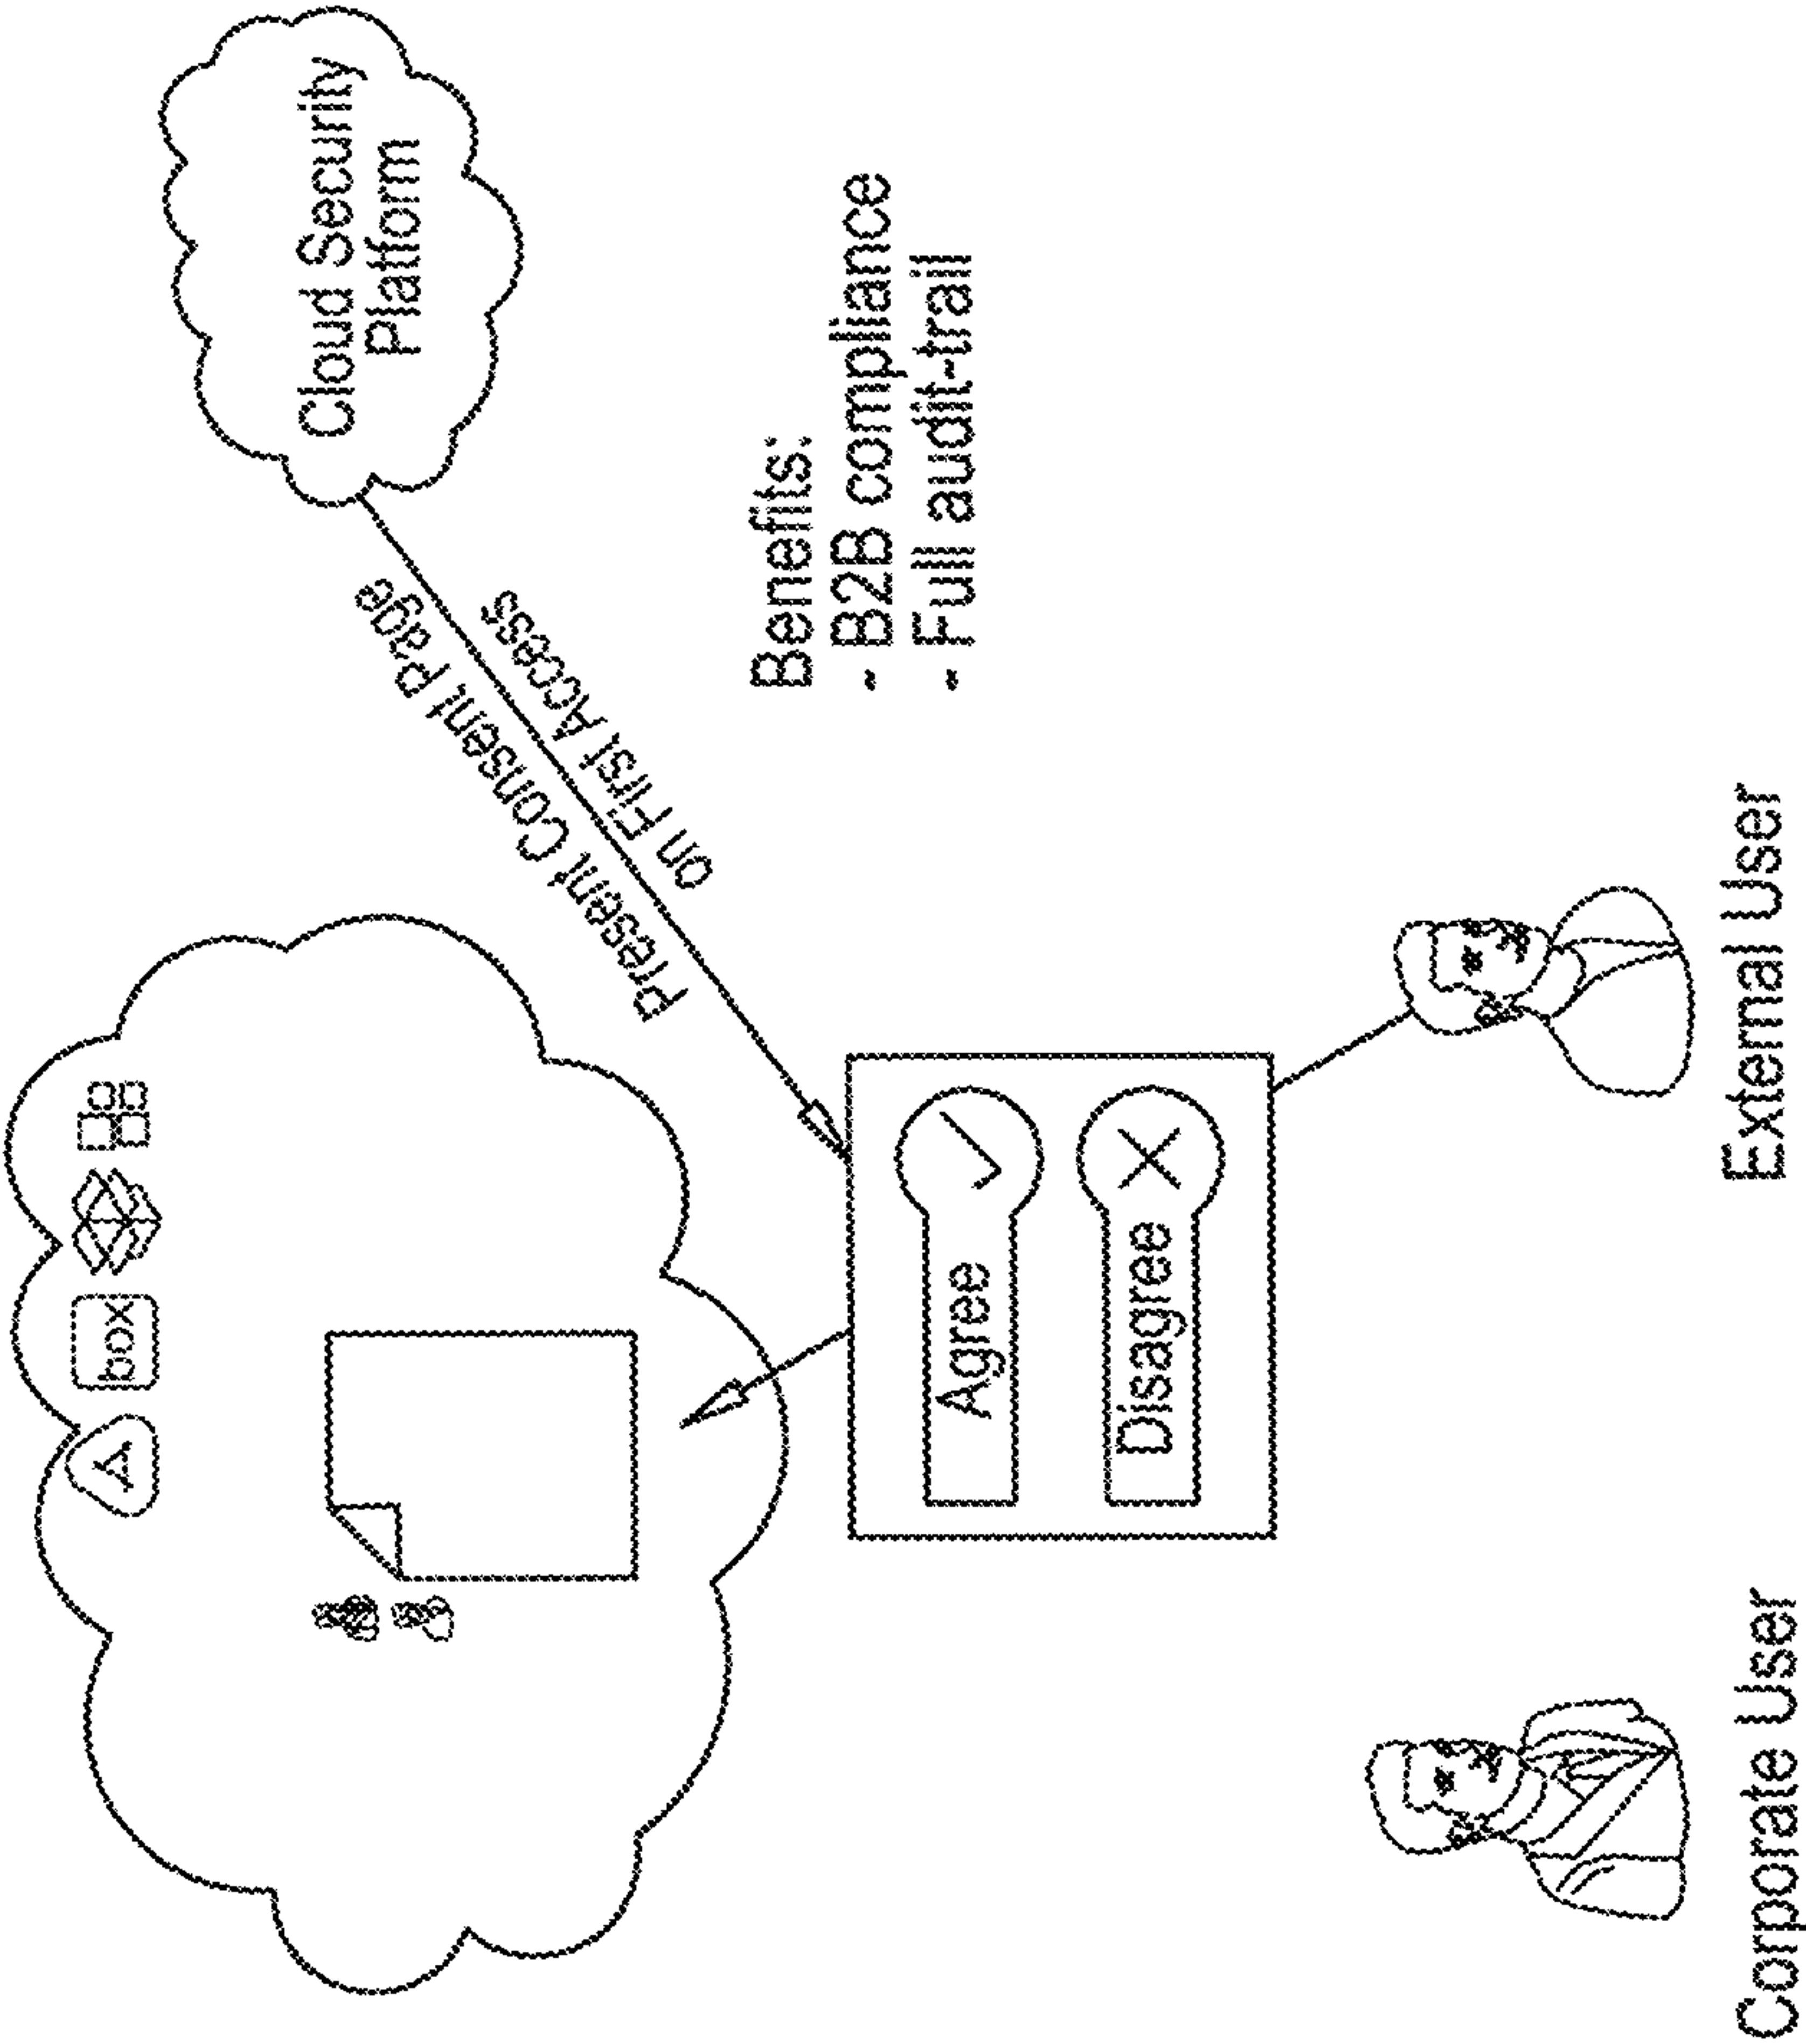 box
Cloud Security
Platform
Present Consent Page
on First Access
Benefits:
- B2B compliance
- Full audit-trail
Agree
Disagree
Corporate User
External User